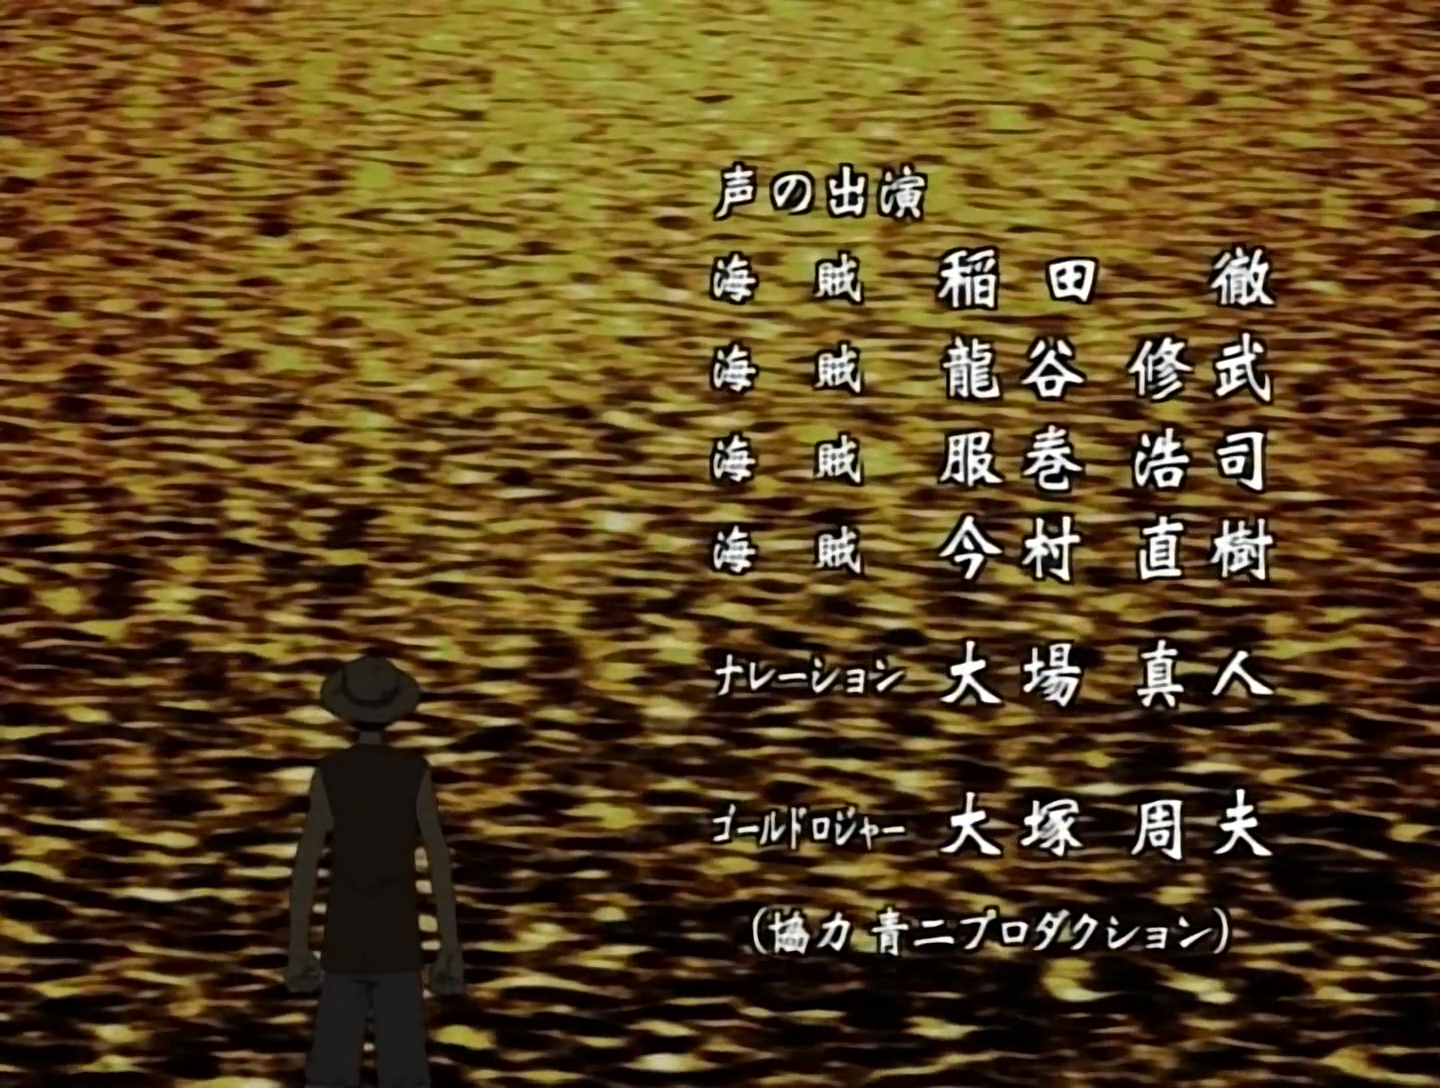 声の出演
海賊 稲田 徹
海賊 龍谷 修武
海賊 服巻 浩司
海賊 今村 直樹
ナレーション 大場 真人
ゴールドロジャー 大塚 周夫
(協力 青二プロダクション)